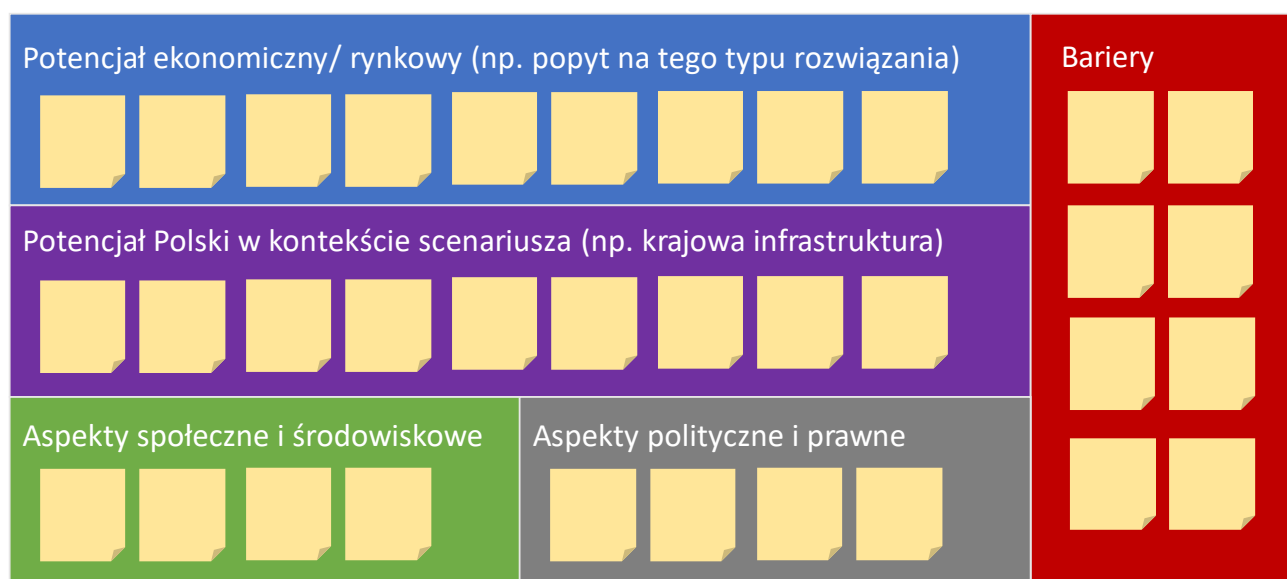 Potencjał ekonomiczny/ rynkowy (np. popyt na tego typu rozwiązania)
Bariery
Potencjał Polski w kontekście scenariusza (np. krajowa infrastruktura)
Aspekty społeczne i środowiskowe
Aspekty polityczne i prawne